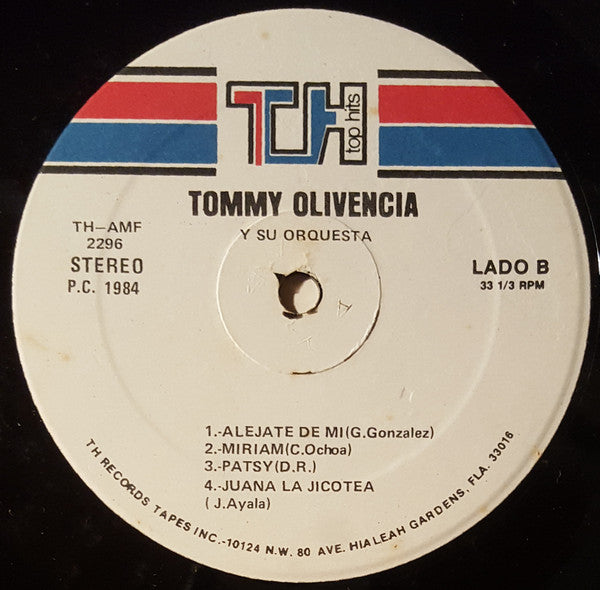 TH
top hits
TOMMY OLIVENCIA
Y SU ORQUESTA
TH-AMF
2296
STEREO
P.C. 1984
LADO B
33 1/3 RPM
1.-ALEJATE DE MI(G.Gonzalez)
2.-MIRIAM(C.Ochoa)
3.-PATSY(D.R.)
4.-JUANA LA JICOTEA
(J.Ayala)
TH RECORDS TAPES INC.-10124 N.W. 80 AVE. HIALEAH GARDENS, FLA. 33016